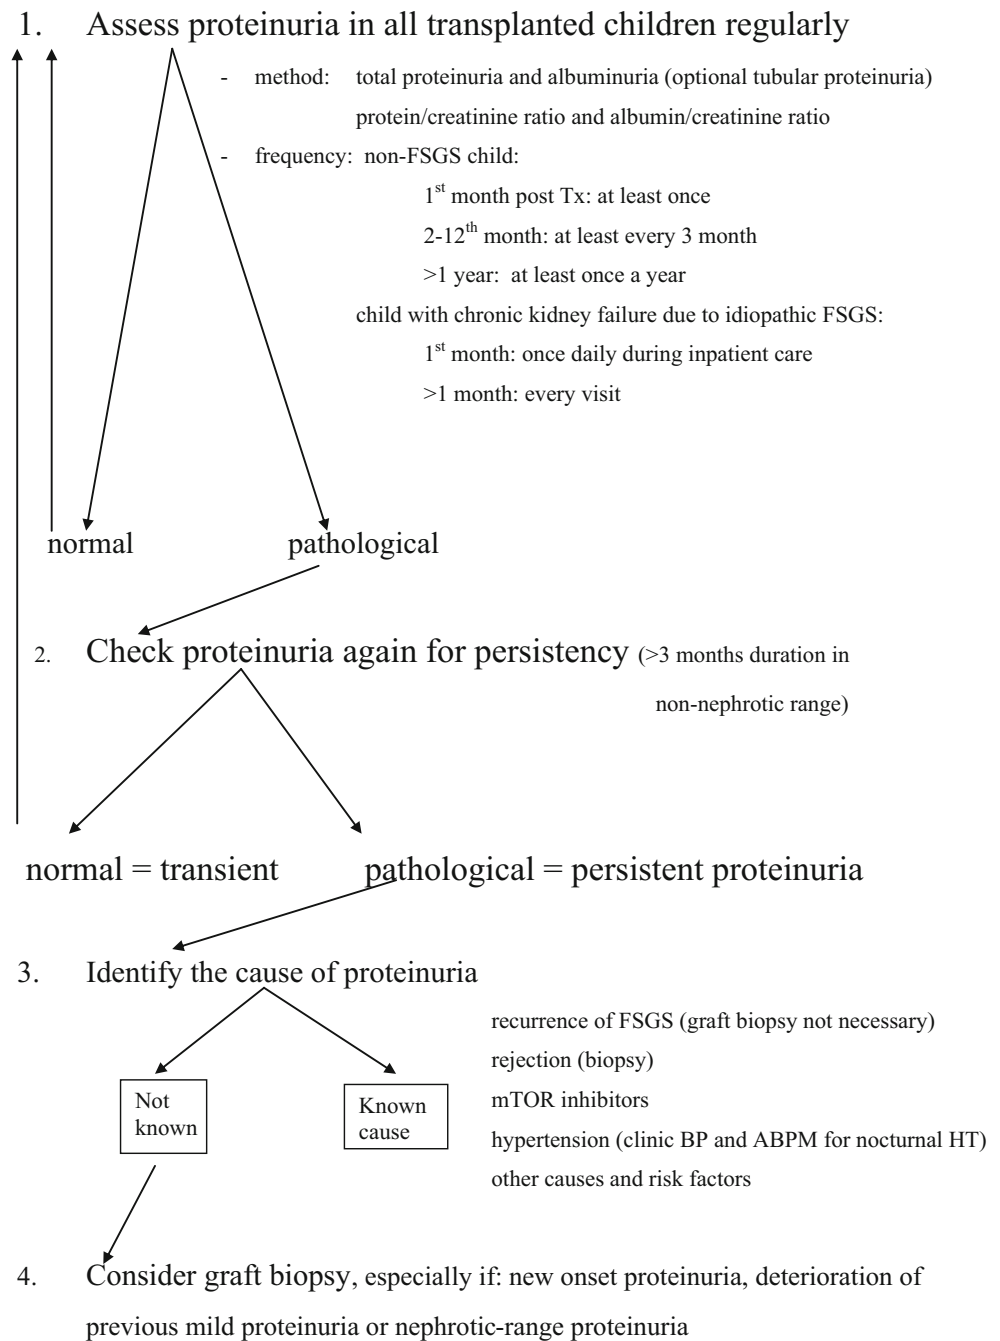 1. Assess proteinuria in all transplanted children regularly
- method: total proteinuria and albuminuria (optional tubular proteinuria)
protein/creatinine ratio and albumin/creatinine ratio
- frequency: non-FSGS child:
1st month post Tx: at least once
2-12th month: at least every 3 month
>1 year: at least once a year
child with chronic kidney failure due to idiopathic FSGS:
1st month: once daily during inpatient care
>1 month: every visit
normal pathological
2. Check proteinuria again for persistency (>3 months duration in
non-nephrotic range)
normal = transient pathological = persistent proteinuria
3. Identify the cause of proteinuria
Not
known
Known
cause
recurrence of FSGS (graft biopsy not necessary)
rejection (biopsy)
mTOR inhibitors
hypertension (clinic BP and ABPM for nocturnal HT)
other causes and risk factors
4. Consider graft biopsy, especially if: new onset proteinuria, deterioration of
previous mild proteinuria or nephrotic-range proteinuria